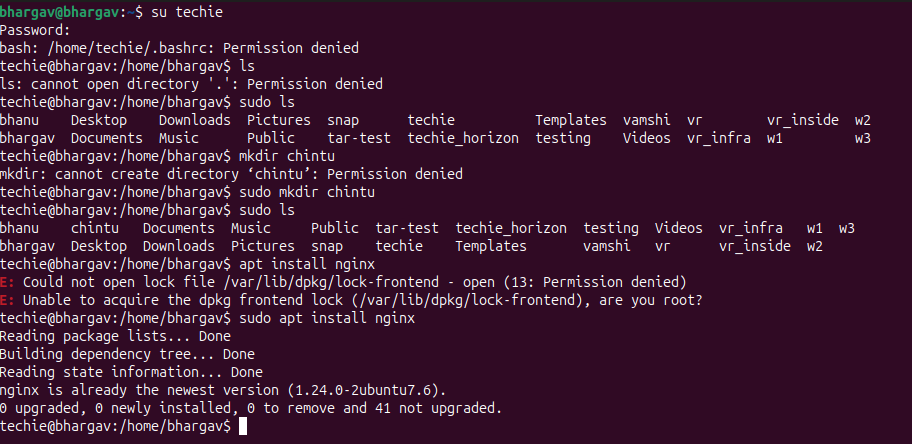 bhargav@bhargav:~$ su techie
Password:
bash: /home/techie/.bashrc: Permission denied
techie@bhargav:/home/bhargav$ ls
ls: cannot open directory '.': Permission denied
techie@bhargav:/home/bhargav$ sudo ls
bhanu    Desktop    Downloads  Pictures  snap      techie          Templates  vamshi  vr        vr_inside  w2
bhargav  Documents  Music      Public    tar-test  techie_horizon  testing    Videos  vr_infra  w1         w3
techie@bhargav:/home/bhargav$ mkdir chintu
mkdir: cannot create directory ‘chintu’: Permission denied
techie@bhargav:/home/bhargav$ sudo mkdir chintu
techie@bhargav:/home/bhargav$ sudo ls
bhanu    chintu   Documents  Music     Public  tar-test  techie_horizon  testing  Videos  vr_infra   w1  w3
bhargav  Desktop  Downloads  Pictures  snap    techie    Templates       vamshi   vr      vr_inside  w2
techie@bhargav:/home/bhargav$ apt install nginx
E: Could not open lock file /var/lib/dpkg/lock-frontend - open (13: Permission denied)
E: Unable to acquire the dpkg frontend lock (/var/lib/dpkg/lock-frontend), are you root?
techie@bhargav:/home/bhargav$ sudo apt install nginx
Reading package lists... Done
Building dependency tree... Done
Reading state information... Done
nginx is already the newest version (1.24.0-2ubuntu7.6).
0 upgraded, 0 newly installed, 0 to remove and 41 not upgraded.
techie@bhargav:/home/bhargav$